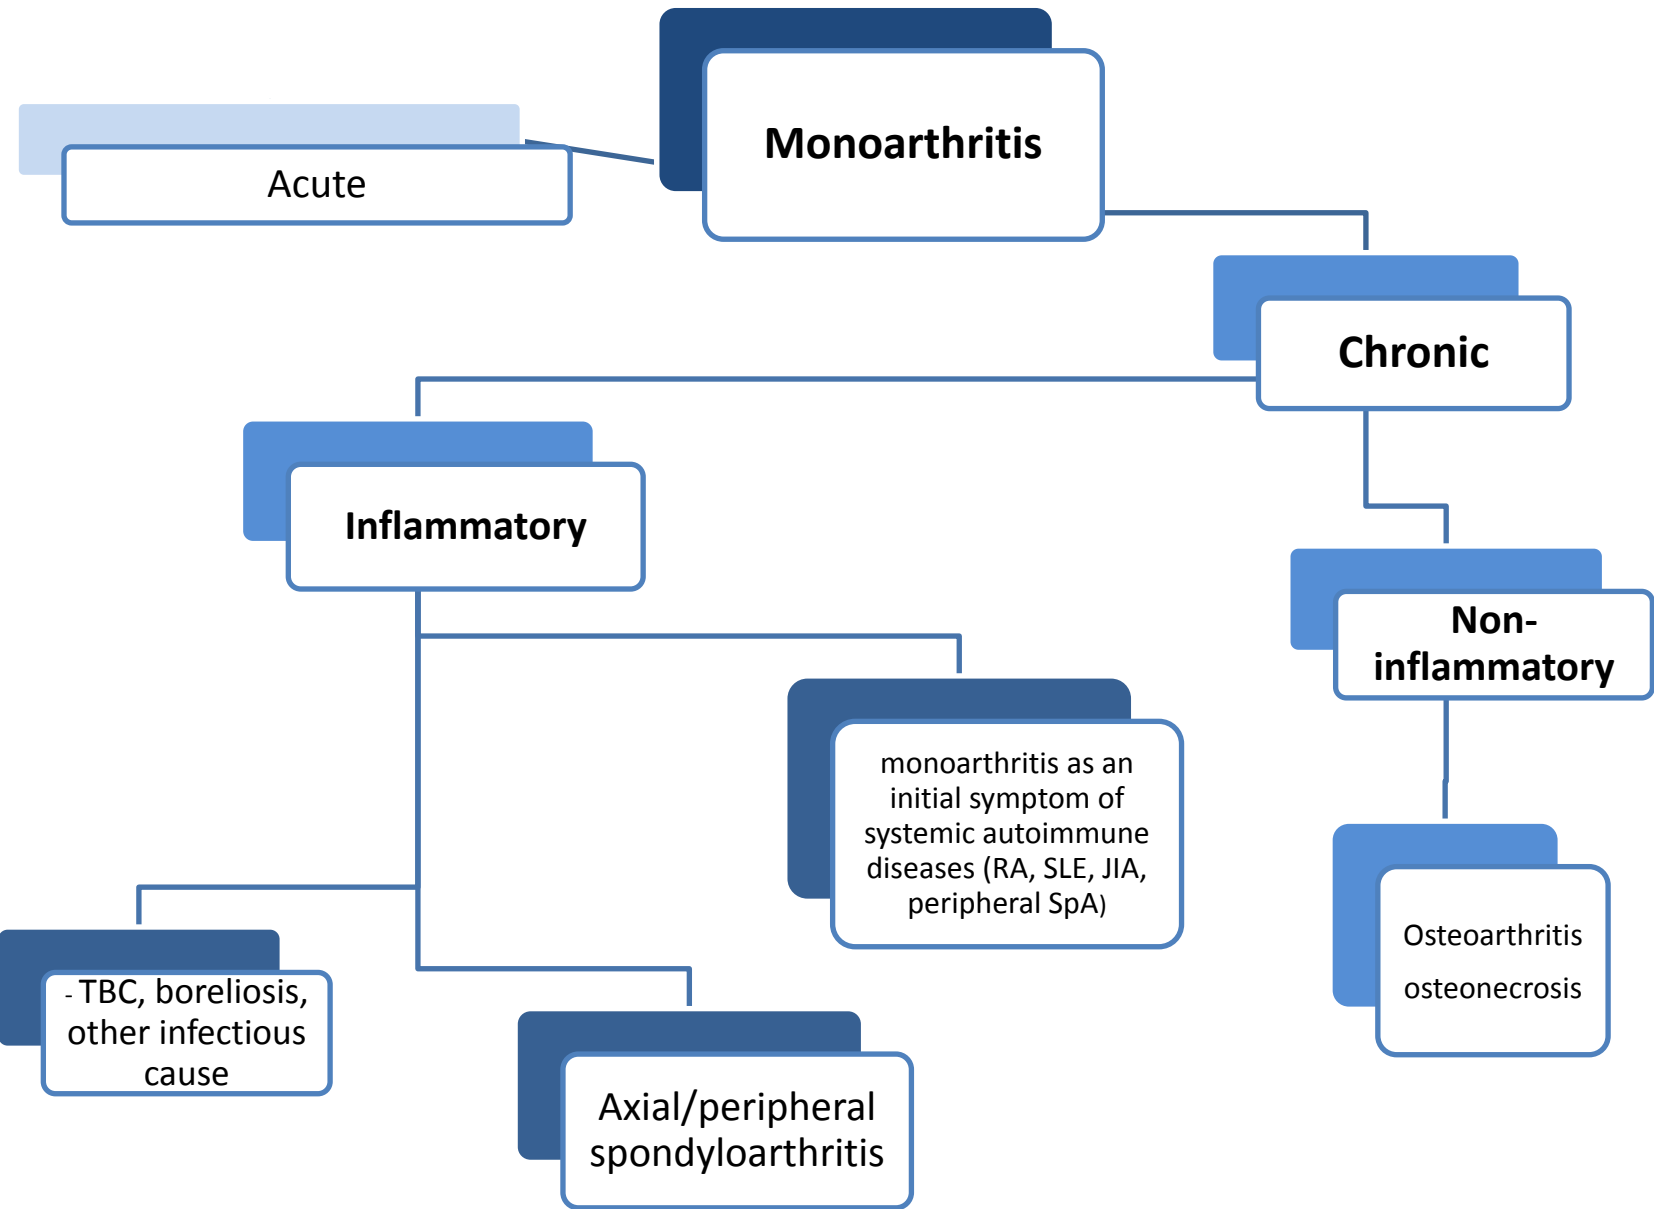 Monoarthritis
Acute
Chronic
Inflammatory
Non-
inflammatory
monoarthritis as an
initial symptom of
systemic autoimmune
diseases (RA, SLE, JIA,
peripheral SpA)
Osteoarthritis
osteonecrosis
- TBC, boreliosis,
other infectious
cause
Axial/peripheral
spondyloarthritis